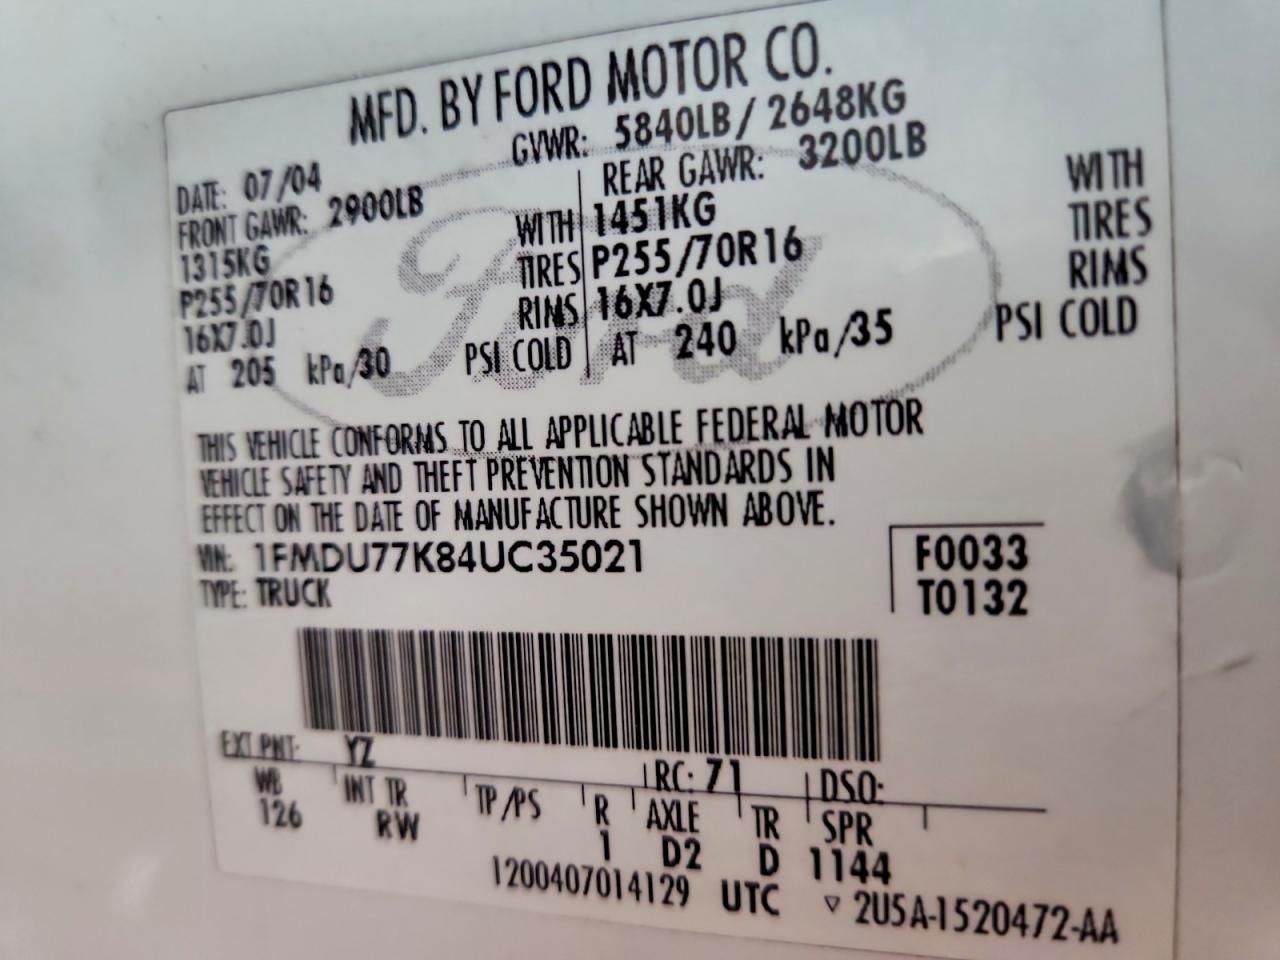 MFD. BY FORD MOTOR CO.
GVWR: 5840LB/ 2648KG
DATE: 07/04
FRONT GAWR: 2900LB
1315KG WITH
P255/70R16 TIRES
16X7.0J RIMS
AT 205 kPa/30 PSI COLD
REAR GAWR: 3200LB
1451KG WITH
P255/70R16 TIRES
16X7.0J RIMS
AT 240 kPa/35 PSI COLD
Ford
THIS VEHICLE CONFORMS TO ALL APPLICABLE FEDERAL MOTOR
VEHICLE SAFETY AND THEFT PREVENTION STANDARDS IN
EFFECT ON THE DATE OF MANUFACTURE SHOWN ABOVE.
VIN: 1FMDU77K84UC35021
TYPE: TRUCK
F0033
T0132
EXT PNT: YZ RC: 71 DSO:
WB INT TR TP/PS R AXLE TR SPR
126 RW 1 D2 D 1144
1200407014129 UTC ▽ 2U5A-1520472-AA